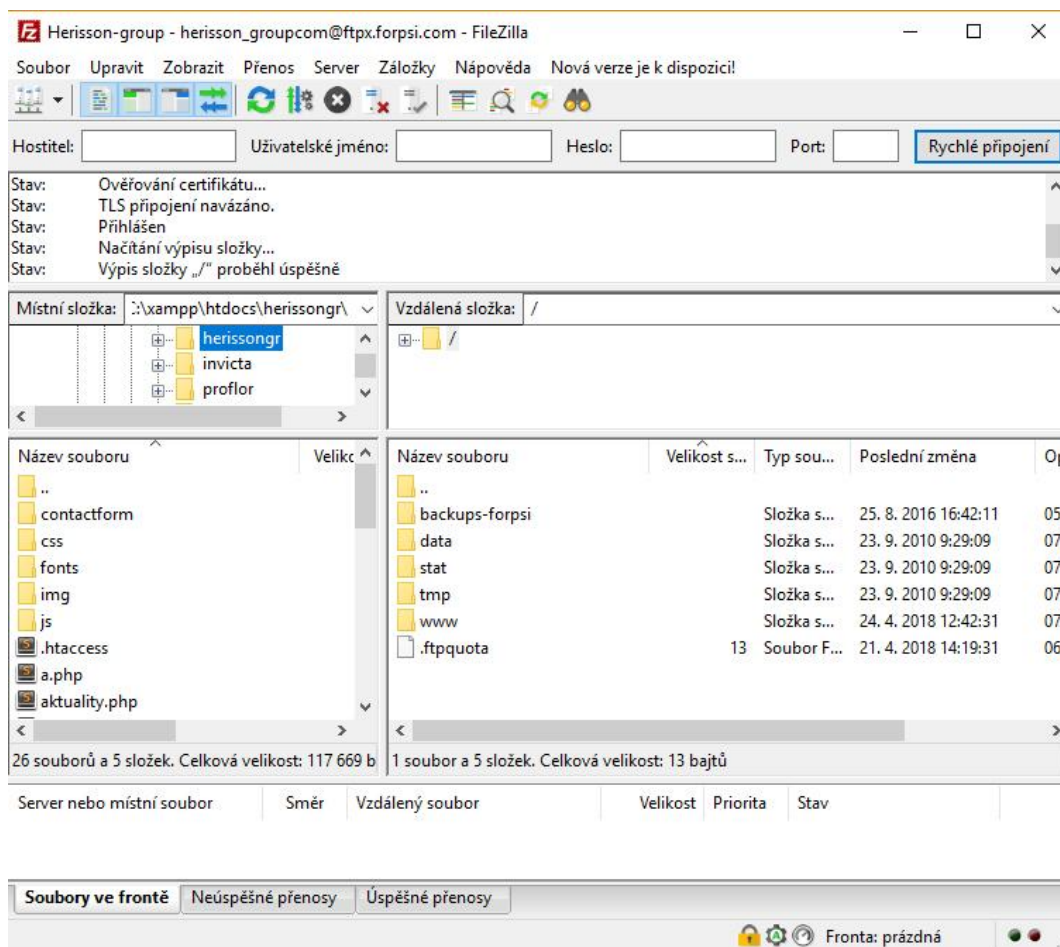 Herisson-group - herisson_groupcom@ftpx.forpsi.com - FileZilla
Soubor Upravit Zobrazit Přenos Server Záložky Nápověda Nová verze je k dispozici!
Hostitel: Uživatelské jméno: Heslo: Port: Rychlé připojení
Stav: Ověřování certifikátu...
Stav: TLS připojení navázáno.
Stav: Přihlášen
Stav: Načítání výpisu složky...
Stav: Výpis složky „/“ proběhl úspěšně
Místní složka: :\xampp\htdocs\herissongr\
herissongr
invicta
proflor
Vzdálená složka: /
/
Název souboru Veliko
..
contactform
css
fonts
img
js
.htaccess
a.php
aktuality.php
26 souborů a 5 složek. Celková velikost: 117 669 b
Název souboru Velikost s... Typ sou... Poslední změna Op
..
backups-forpsi Složka s... 25. 8. 2016 16:42:11 05
data Složka s... 23. 9. 2010 9:29:09 07
stat Složka s... 23. 9. 2010 9:29:09 07
tmp Složka s... 23. 9. 2010 9:29:09 07
www Složka s... 24. 4. 2018 12:42:31 07
.ftpquota 13 Soubor F... 21. 4. 2018 14:19:31 06
1 soubor a 5 složek. Celková velikost: 13 bajtů
Server nebo místní soubor Směr Vzdálený soubor Velikost Priorita Stav
Soubory ve frontě Neúspěšné přenosy Úspěšné přenosy
Fronta: prázdná